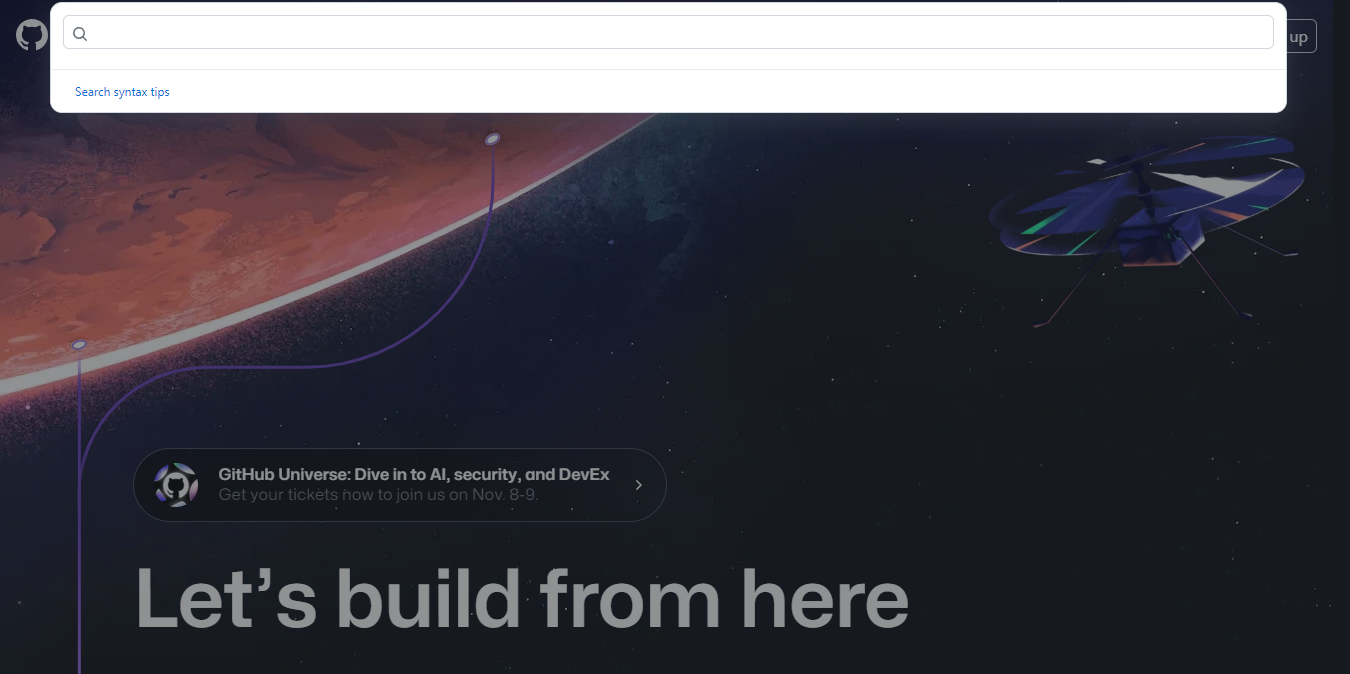 up
Search syntax tips
GitHub Universe: Dive in to AI, security, and DevEx
Get your tickets now to join us on Nov. 8-9.
Let’s build from here